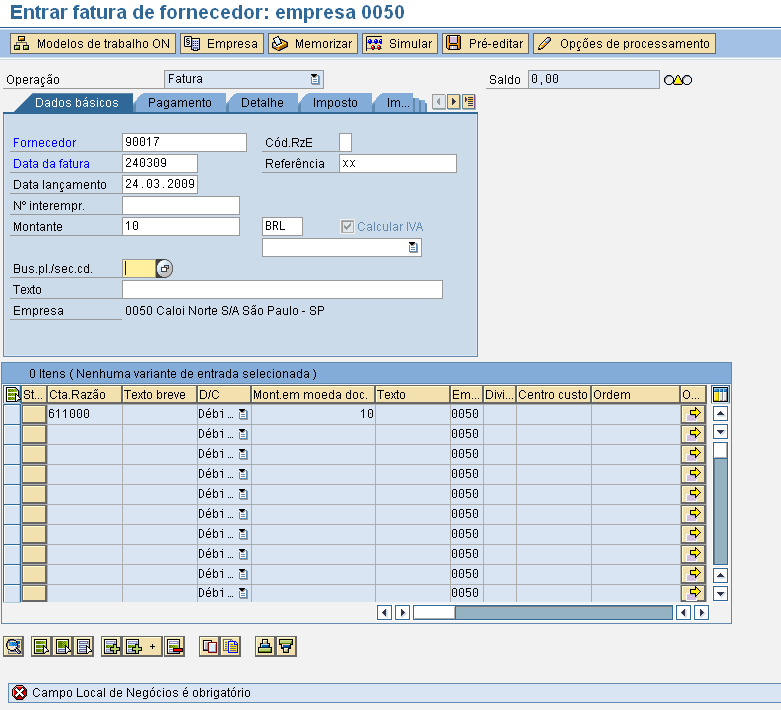 Entrar fatura de fornecedor: empresa 0050
Modelos de trabalho ON Empresa Memorizar Simular Pré-editar Opções de processamento
Operação Fatura Saldo 0,00
Dados básicos Pagamento Detalhe Imposto Im...
Fornecedor 90017 Cód.RzE
Data da fatura 240309 Referência xx
Data lançamento 24.03.2009
Nº interempr.
Montante 10 BRL Calcular IVA
Bus.pl./sec.cd.
Texto
Empresa 0050 Caloi Norte S/A São Paulo - SP
0 Itens ( Nenhuma variante de entrada selecionada )
St... Cta.Razão Texto breve D/C Mont.em moeda doc. Texto Em... Divi... Centro custo Ordem O...
611000 Débi... 10 0050
Débi... 0050
Débi... 0050
Débi... 0050
Débi... 0050
Débi... 0050
Débi... 0050
Débi... 0050
Débi... 0050
Débi... 0050
Campo Local de Negócios é obrigatório